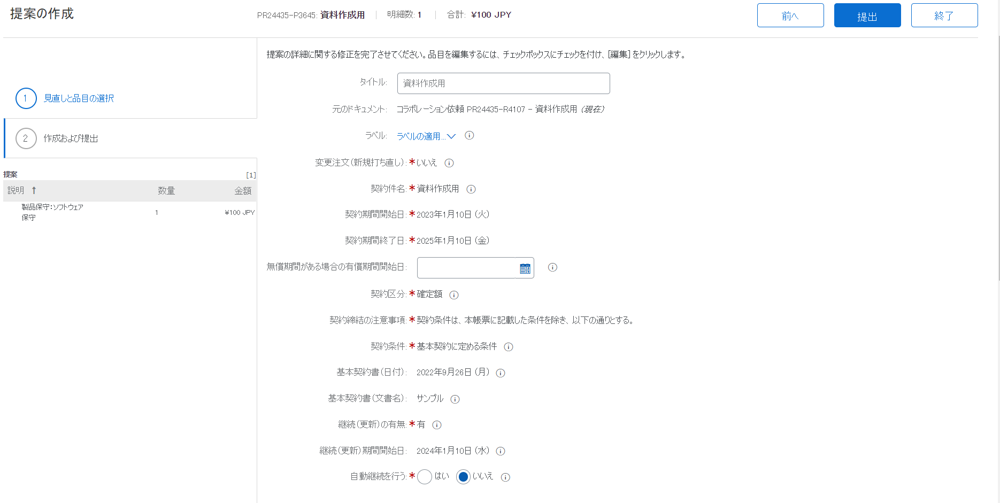 提案の作成
PR24435-P3645: 資料作成用 明細数: 1 合計: ¥100 JPY
前へ
提出
終了
1 見直しと品目の選択
2 作成および提出
提案 [1]
説明 ↑ 数量 金額
製品保守：ソフトウェア保守 1 ¥100 JPY
提案の詳細に関する修正を完了させてください。品目を編集するには、チェックボックスにチェックを付け、[編集] をクリックします。
タイトル: 資料作成用
元のドキュメント: コラボレーション依頼 PR24435-R4107 - 資料作成用 (現在)
ラベル: ラベルの適用...
変更注文（新規打ち直し）: *いいえ
契約件名: *資料作成用
契約期間開始日: *2023年1月10日 (火)
契約期間終了日: *2025年1月10日 (金)
無償期間がある場合の有償期間開始日:
契約区分: *確定額
契約締結の注意事項: *契約条件は、本帳票に記載した条件を除き、以下の通りとする。
契約条件: *基本契約に定める条件
基本契約書（日付）: 2022年9月26日 (月)
基本契約書（文書名）: サンプル
継続（更新）の有無: *有
継続（更新）期間開始日: 2024年1月10日 (水)
自動継続を行う: * はい いいえ